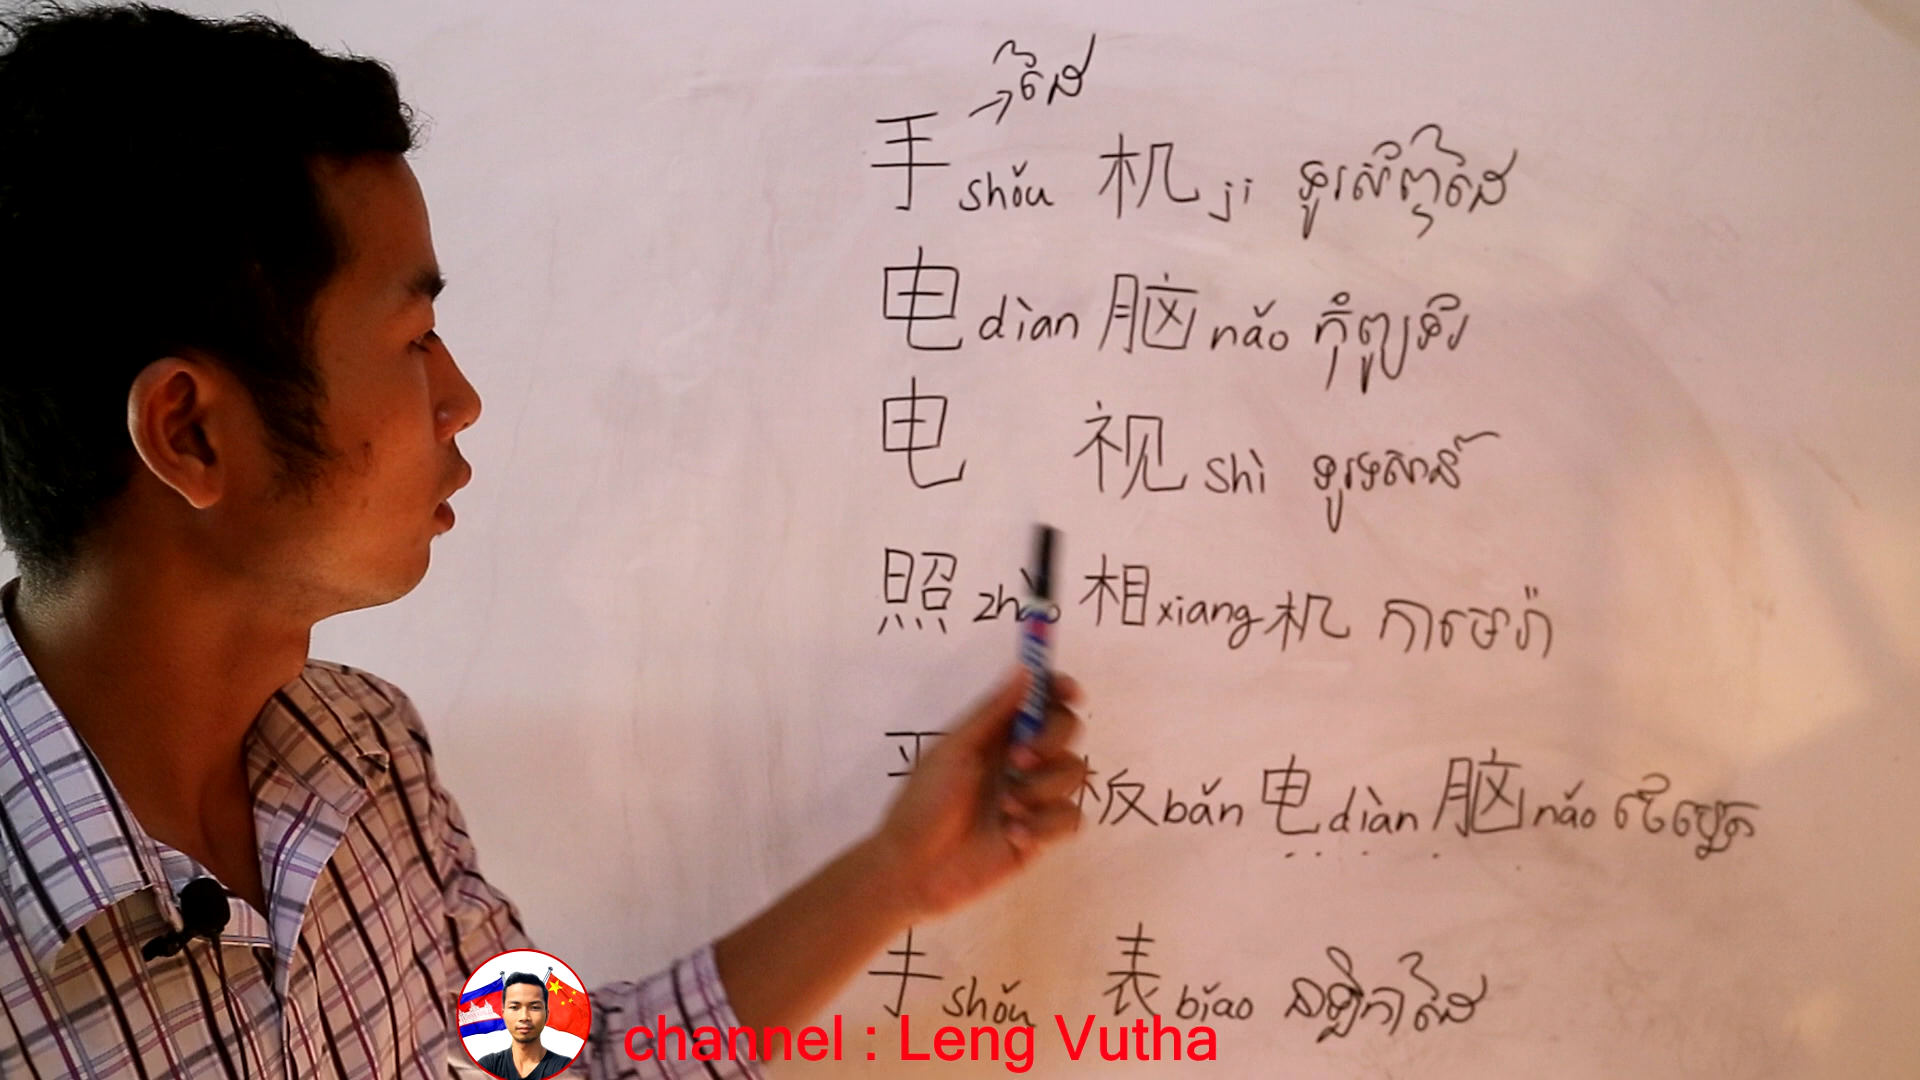 → ដៃ
手 shǒu 机 ji ទូរស័ព្ទដៃ
电 diàn 脑 nǎo កុំព្យូទ័រ
电 视 shì ទូរទស្សន៍
照 zhào 相 xiang 机 កាមេរ៉ា
平 板 bǎn 电 diàn 脑 nǎo ថេប្លេត
手 shǒu 表 biǎo នាឡិកាដៃ
channel : Leng Vutha